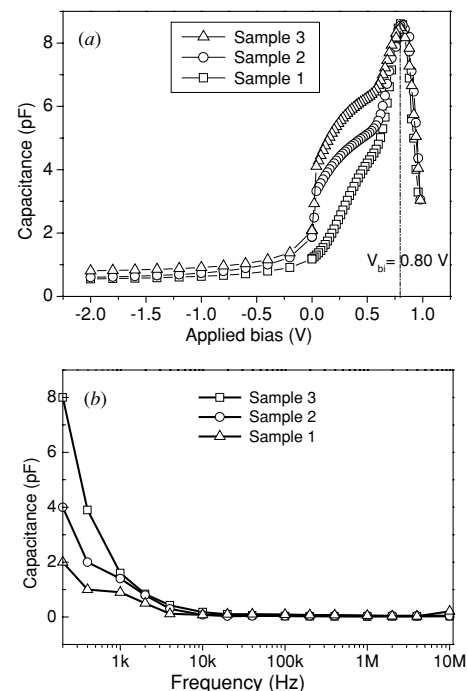 (a)
Sample 3
Sample 2
Sample 1
8
6
4
2
0
Capacitance (pF)
V_bi = 0.80 V
-2.0 -1.5 -1.0 -0.5 0.0 0.5 1.0
Applied bias (V)
(b)
Sample 3
Sample 2
Sample 1
8
6
4
2
0
Capacitance (pF)
1k 10k 100k 1M 10M
Frequency (Hz)